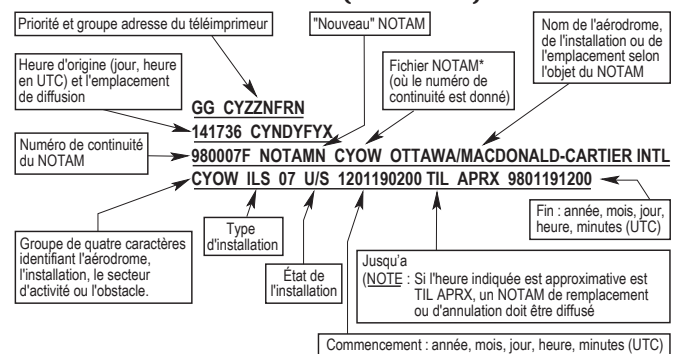 Priorité et groupe adresse du téléimprimeur
"Nouveau" NOTAM
Nom de l'aérodrome,
de l'installation ou de
l'emplacement selon
l'objet du NOTAM
Heure d'origine (jour, heure
en UTC) et l'emplacement
de diffusion
Fichier NOTAM*
(où le numéro de
continuité est donné)
Numéro de continuité
du NOTAM
GG CYZZNFRN
141736 CYNDYFYX
980007F NOTAMN CYOW OTTAWA/MACDONALD-CARTIER INTL
CYOW ILS 07 U/S 1201190200 TIL APRX 9801191200
Groupe de quatre caractères
identifiant l'aérodrome,
l'installation, le secteur
d'activité ou l'obstacle.
Type
d'installation
État de
l'installation
Fin : année, mois, jour,
heure, minutes (UTC)
Jusqu'a
(NOTE : Si l'heure indiquée est approximative est
TIL APRX, un NOTAM de remplacement
ou d'annulation doit être diffusé
Commencement : année, mois, jour, heure, minutes (UTC)